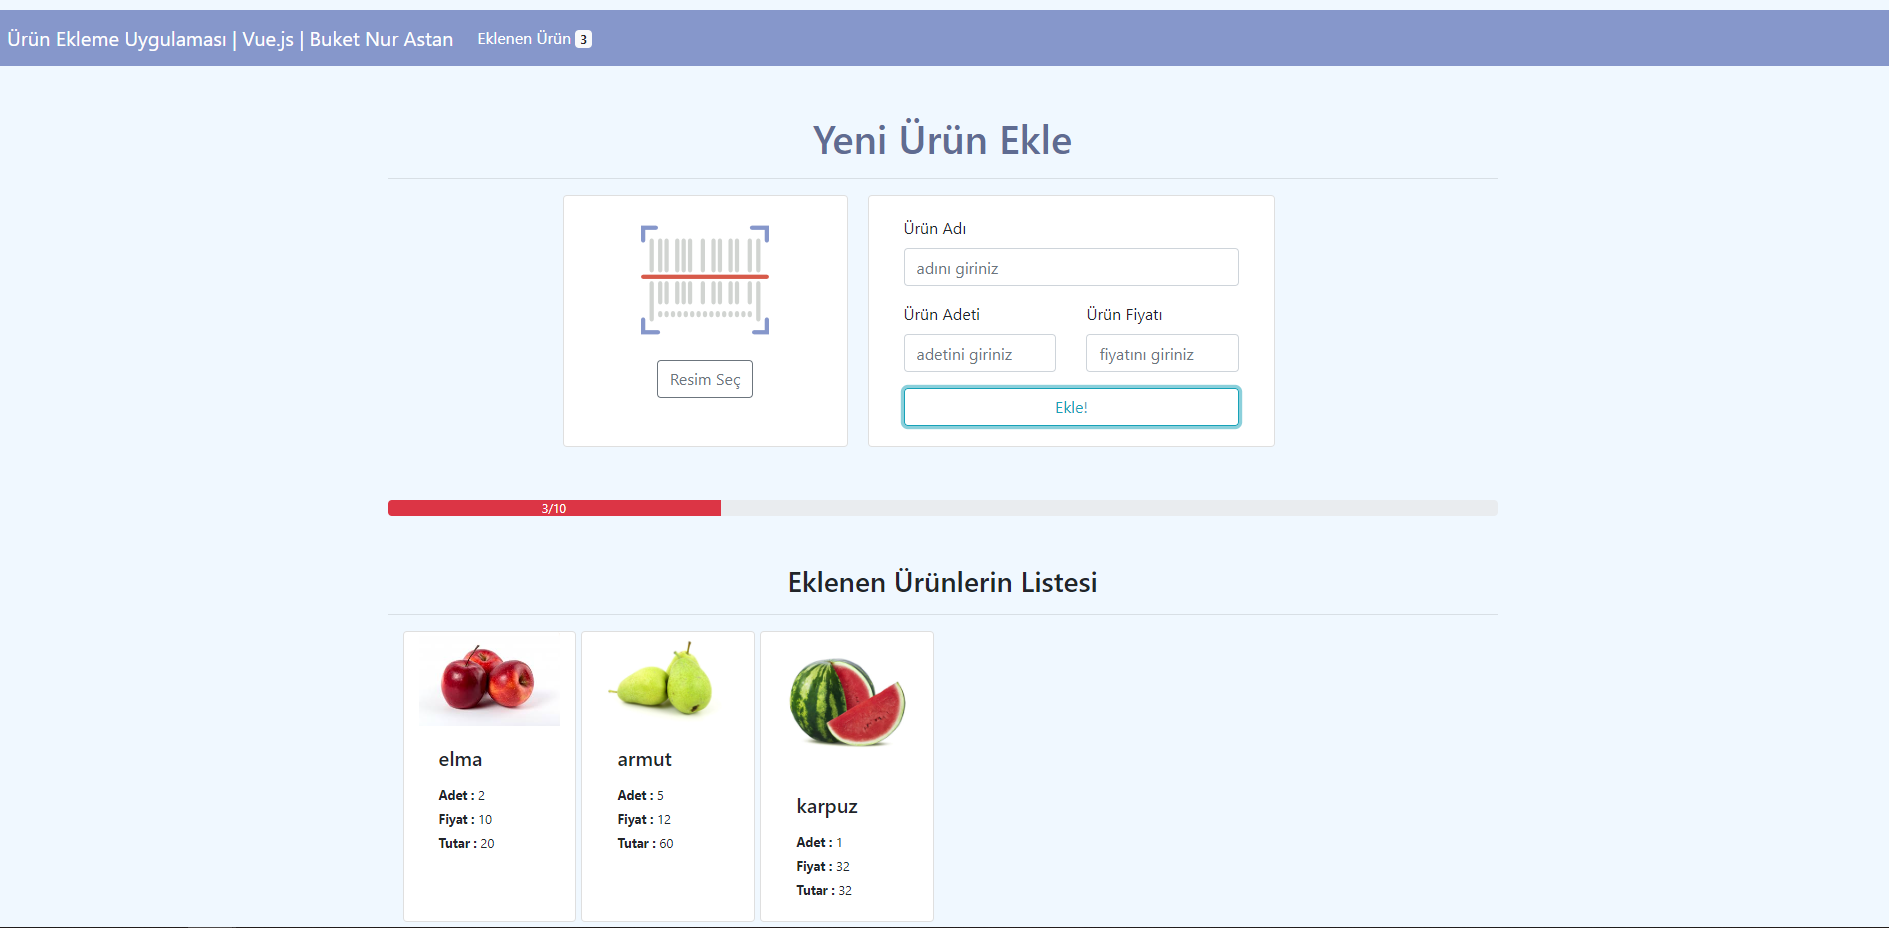 Ürün Ekleme Uygulaması | Vue.js | Buket Nur Astan Eklenen Ürün 3
Yeni Ürün Ekle
Resim Seç
Ürün Adı
adını giriniz
Ürün Adeti Ürün Fiyatı
adetini giriniz fiyatını giriniz
Ekle!
3/10
Eklenen Ürünlerin Listesi
elma
Adet : 2
Fiyat : 10
Tutar : 20
armut
Adet : 5
Fiyat : 12
Tutar : 60
karpuz
Adet : 1
Fiyat : 32
Tutar : 32